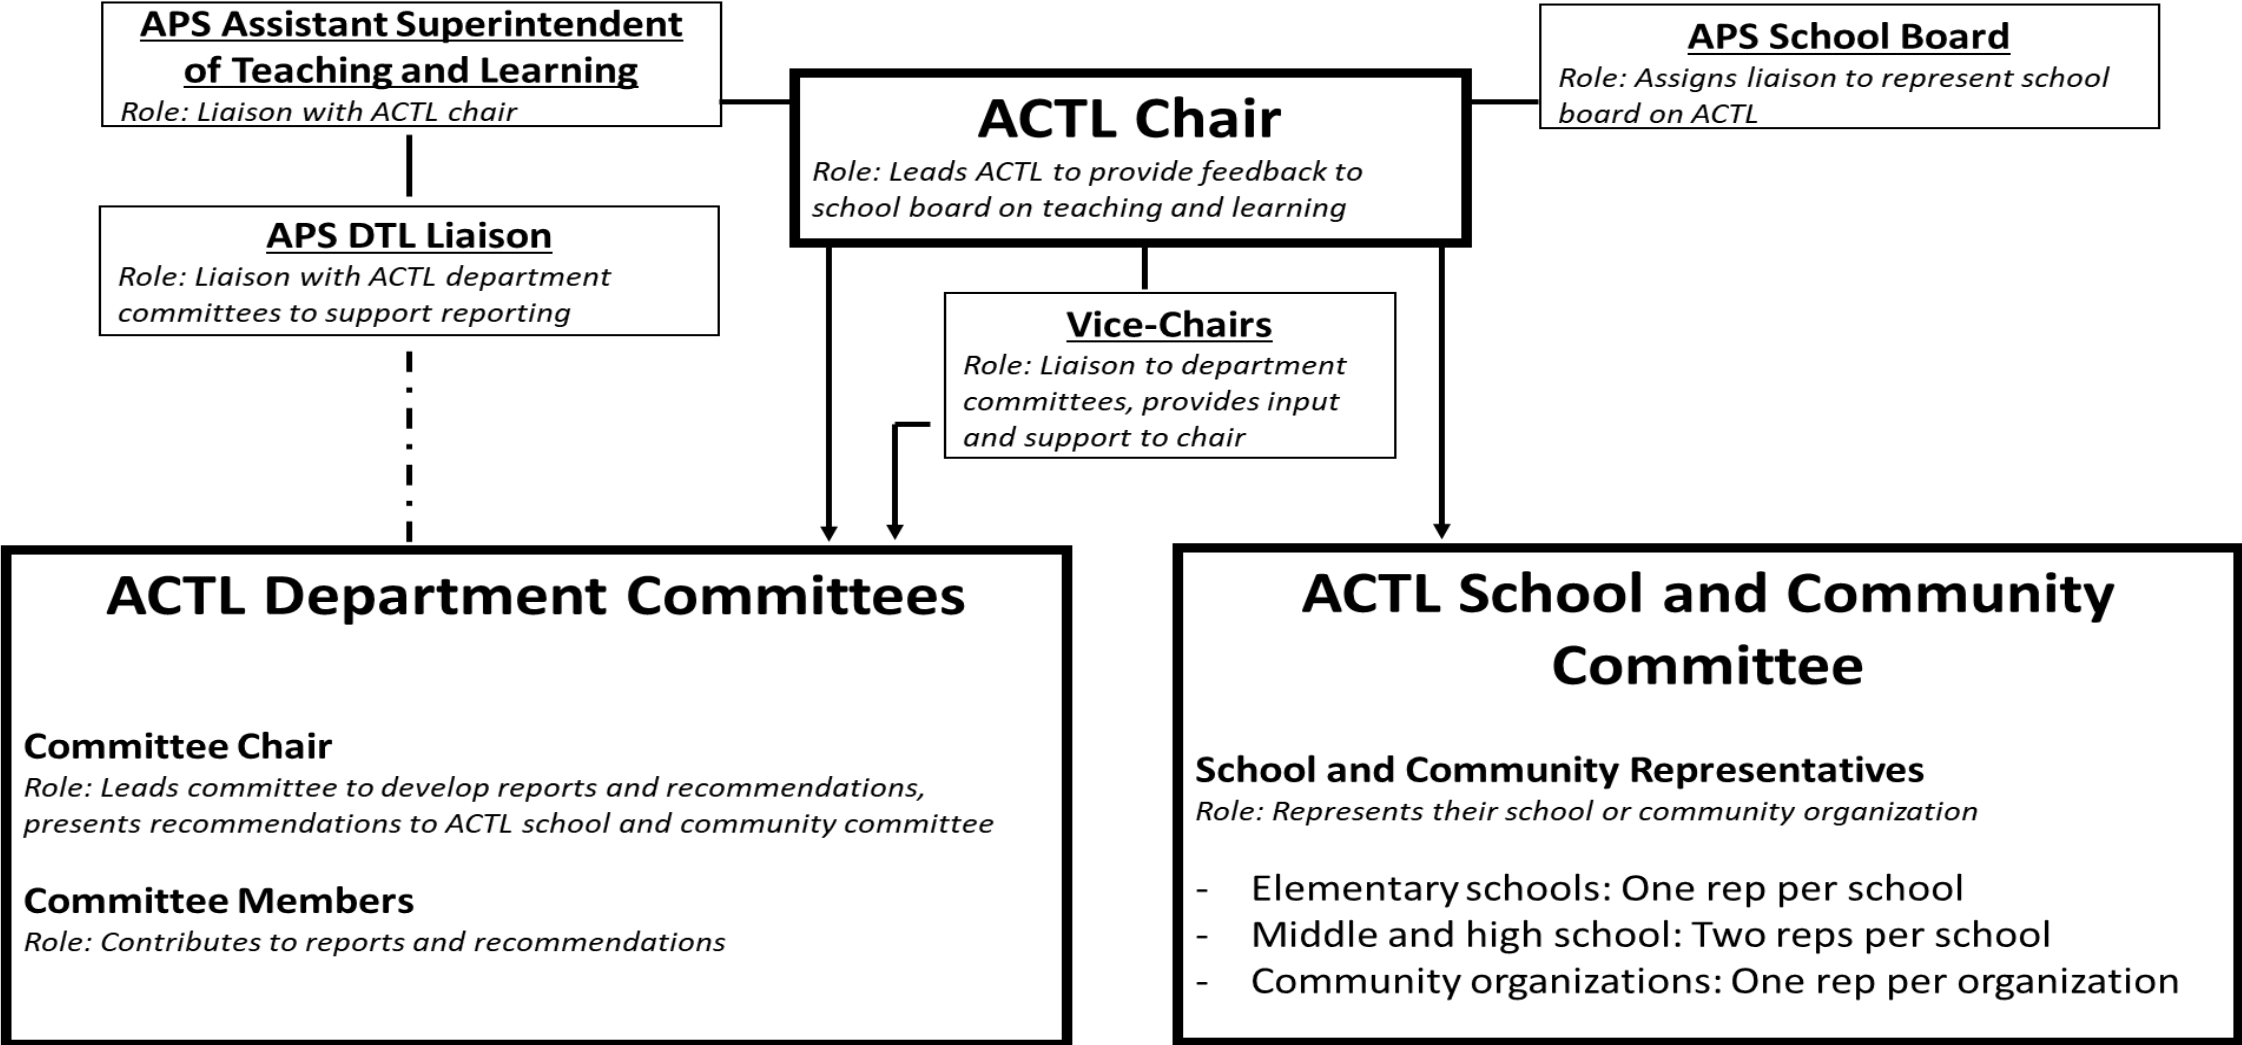 APS Assistant Superintendent
of Teaching and Learning
Role: Liaison with ACTL chair
APS School Board
Role: Assigns liaison to represent school
board on ACTL
ACTL Chair
Role: Leads ACTL to provide feedback to
school board on teaching and learning
APS DTL Liaison
Role: Liaison with ACTL department
committees to support reporting
Vice-Chairs
Role: Liaison to department
committees, provides input
and support to chair
ACTL Department Committees
Committee Chair
Role: Leads committee to develop reports and recommendations,
presents recommendations to ACTL school and community committee
Committee Members
Role: Contributes to reports and recommendations
ACTL School and Community
Committee
School and Community Representatives
Role: Represents their school or community organization
- Elementary schools: One rep per school
- Middle and high school: Two reps per school
- Community organizations: One rep per organization